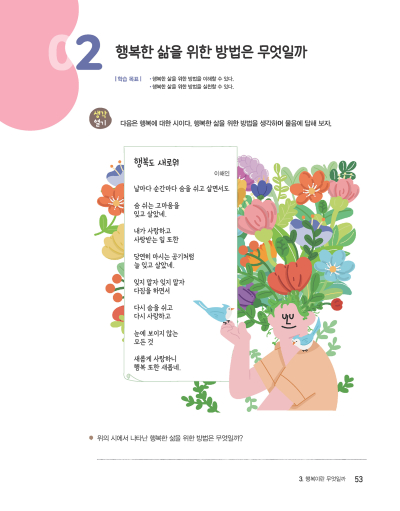 02 행복한 삶을 위한 방법은 무엇일까
| 학습 목표 | · 행복한 삶을 위한 방법을 이해할 수 있다.
· 행복한 삶을 위한 방법을 실천할 수 있다.
생각 열기
다음은 행복에 대한 시이다. 행복한 삶을 위한 방법을 생각하며 물음에 답해 보자.
행복도 새로워
이해인
날마다 순간마다 숨을 쉬고 살면서도
숨 쉬는 고마움을
잊고 살았네.
내가 사랑하고
사랑받는 일 또한
당연히 마시는 공기처럼
늘 잊고 살았네.
잊지 말자 잊지 말자
다짐을 하면서
다시 숨을 쉬고
다시 사랑하고
눈에 보이지 않는
모든 것
새롭게 사랑하니
행복 또한 새롭네.
위의 시에서 나타난 행복한 삶을 위한 방법은 무엇일까?
3. 행복이란 무엇일까 53